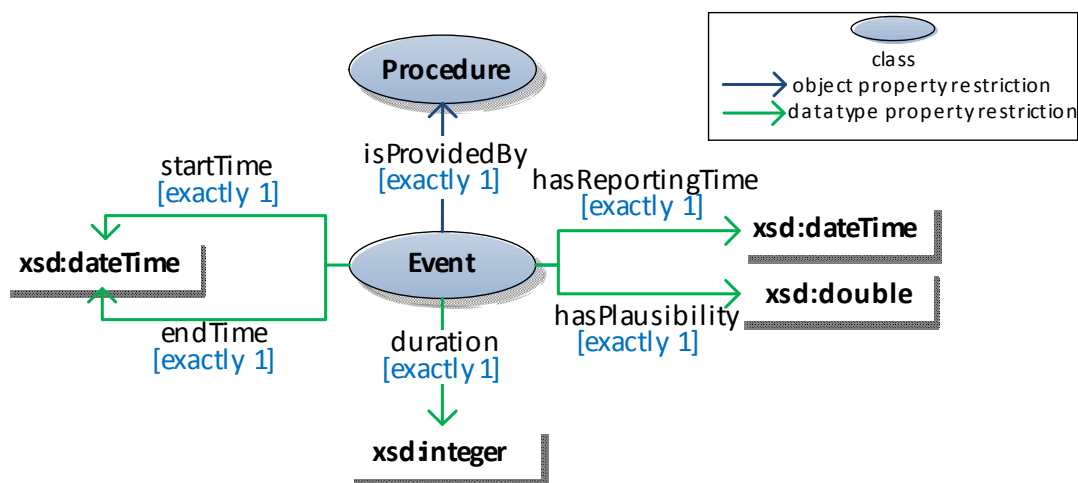 Procedure
class
object property restriction
datatype property restriction
isProvidedBy
[exactly 1]
startTime
[exactly 1]
hasReportingTime
[exactly 1]
xsd:dateTime
Event
xsd:dateTime
xsd:double
endTime
[exactly 1]
duration
[exactly 1]
hasPlausibility
[exactly 1]
xsd:integer